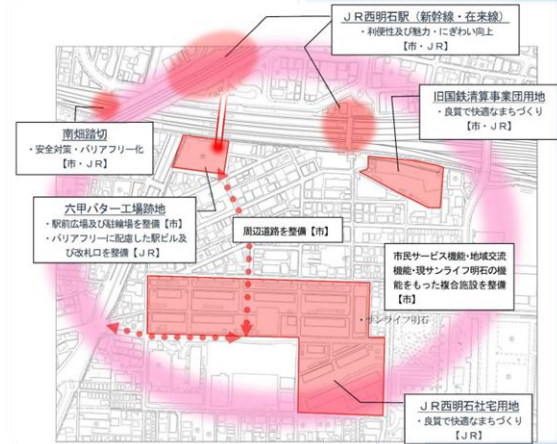 JR西明石駅（新幹線・在来線）
・利便性及び魅力・にぎわい向上
【市・JR】
旧国鉄清算事業団用地
・良質で快適なまちづくり
【市・JR】
南畑踏切
・安全対策・バリアフリー化
【市・JR】
六甲バター工場跡地
・駅前広場及び駐輪場を整備【市】
・バリアフリーに配慮した駅ビル及
び改札口を整備【JR】
周辺道路を整備【市】
市民サービス機能・地域交流
機能・現サンライフ明石の機
能をもった複合施設を整備
【市】
・サンライフ明石
JR西明石社宅用地
・良質で快適なまちづくり
【JR】